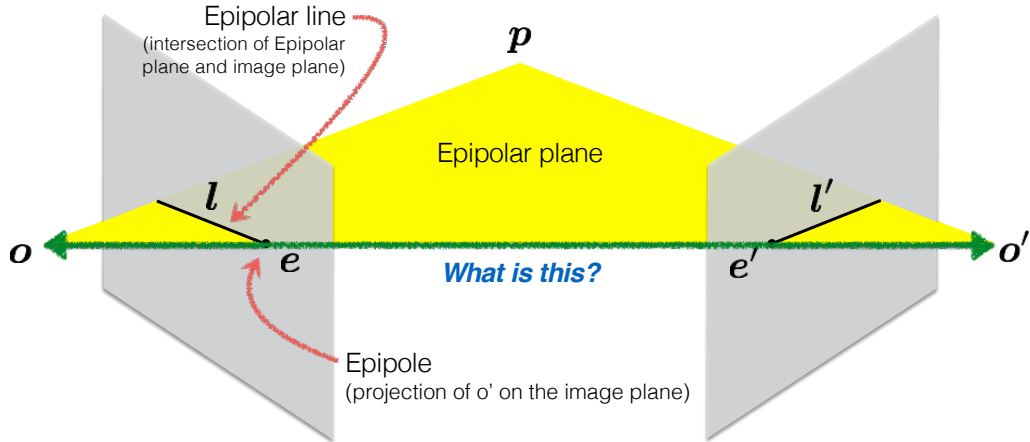 Epipolar line
(intersection of Epipolar
plane and image plane)
p
Epipolar plane
l
l′
o
e
e′
o′
What is this?
Epipole
(projection of o’ on the image plane)